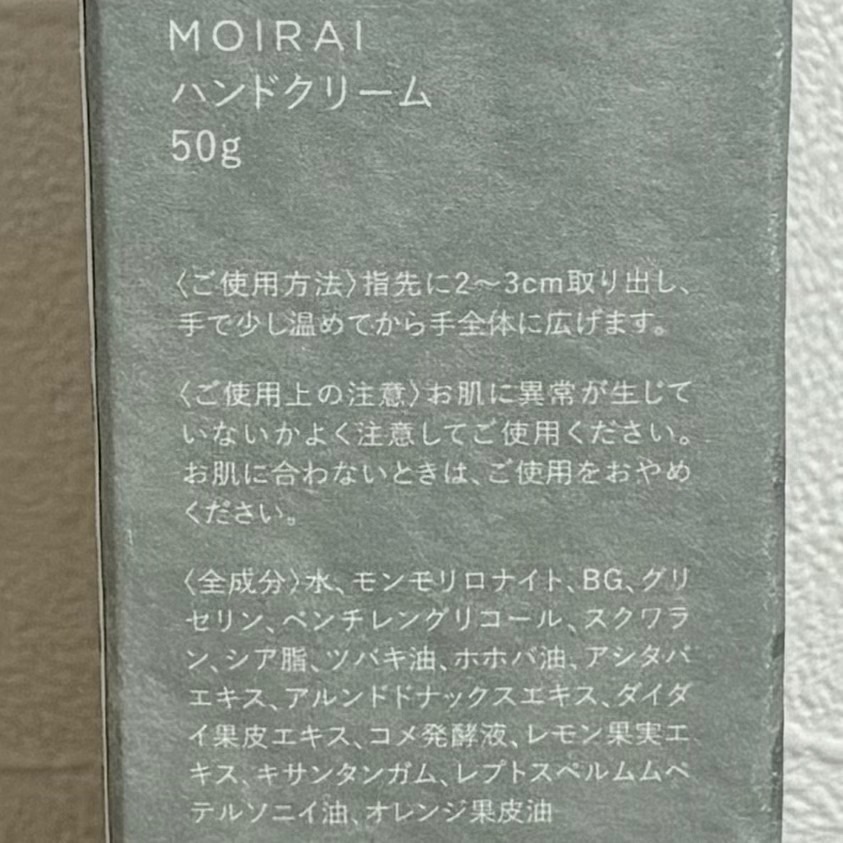 MOIRAI
ハンドクリーム
50g
〈ご使用方法〉指先に2～3cm取り出し、
手で少し温めてから手全体に広げます。
〈ご使用上の注意〉お肌に異常が生じて
いないかよく注意してご使用ください。
お肌に合わないときは、ご使用をおやめ
ください。
〈全成分〉水、モンモリロナイト、BG、グリ
セリン、ペンチレングリコール、スクワラ
ン、シア脂、ツバキ油、ホホバ油、アシタバ
エキス、アルンドドナックスエキス、ダイダ
イ果皮エキス、コメ発酵液、レモン果実エ
キス、キサンタンガム、レプトスペルムムペ
テルソニイ油、オレンジ果皮油